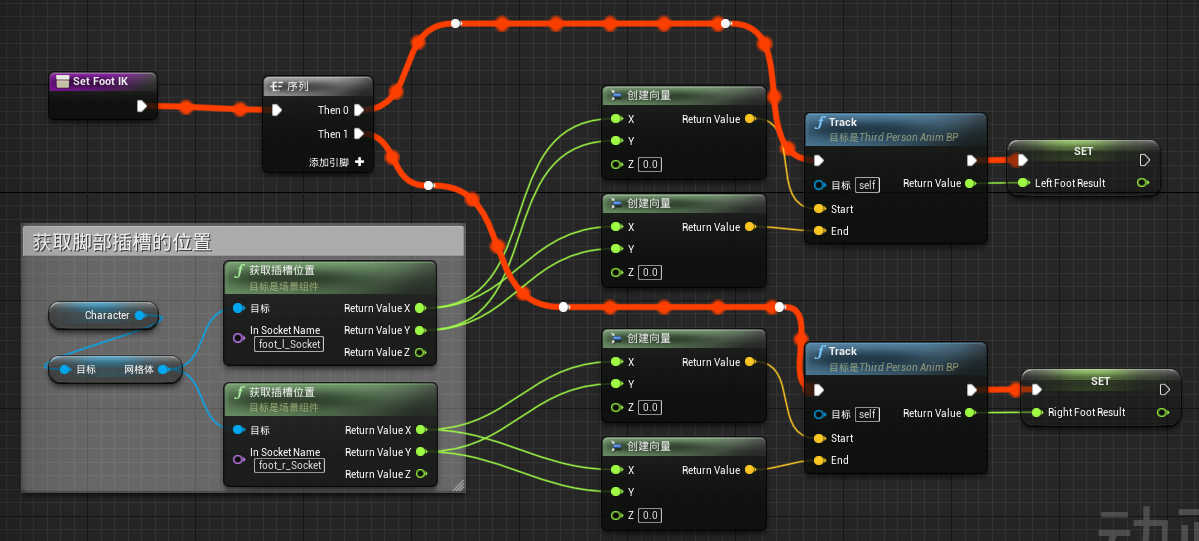 Set Foot IK
序列
Then 0
Then 1
添加引脚
获取脚部插槽的位置
Character
目标 网格体
获取插槽位置
目标是场景组件
目标 Return Value X
In Socket Name Return Value Y
foot_l_Socket
Return Value Z
获取插槽位置
目标是场景组件
目标 Return Value X
In Socket Name Return Value Y
foot_r_Socket
Return Value Z
创建向量
X Return Value
Y
Z 0.0
创建向量
X Return Value
Y
Z 0.0
Track
目标是Third Person Anim BP
目标 self Return Value
Start
End
SET
Left Foot Result
创建向量
X Return Value
Y
Z 0.0
创建向量
X Return Value
Y
Z 0.0
Track
目标是Third Person Anim BP
目标 self Return Value
Start
End
SET
Right Foot Result